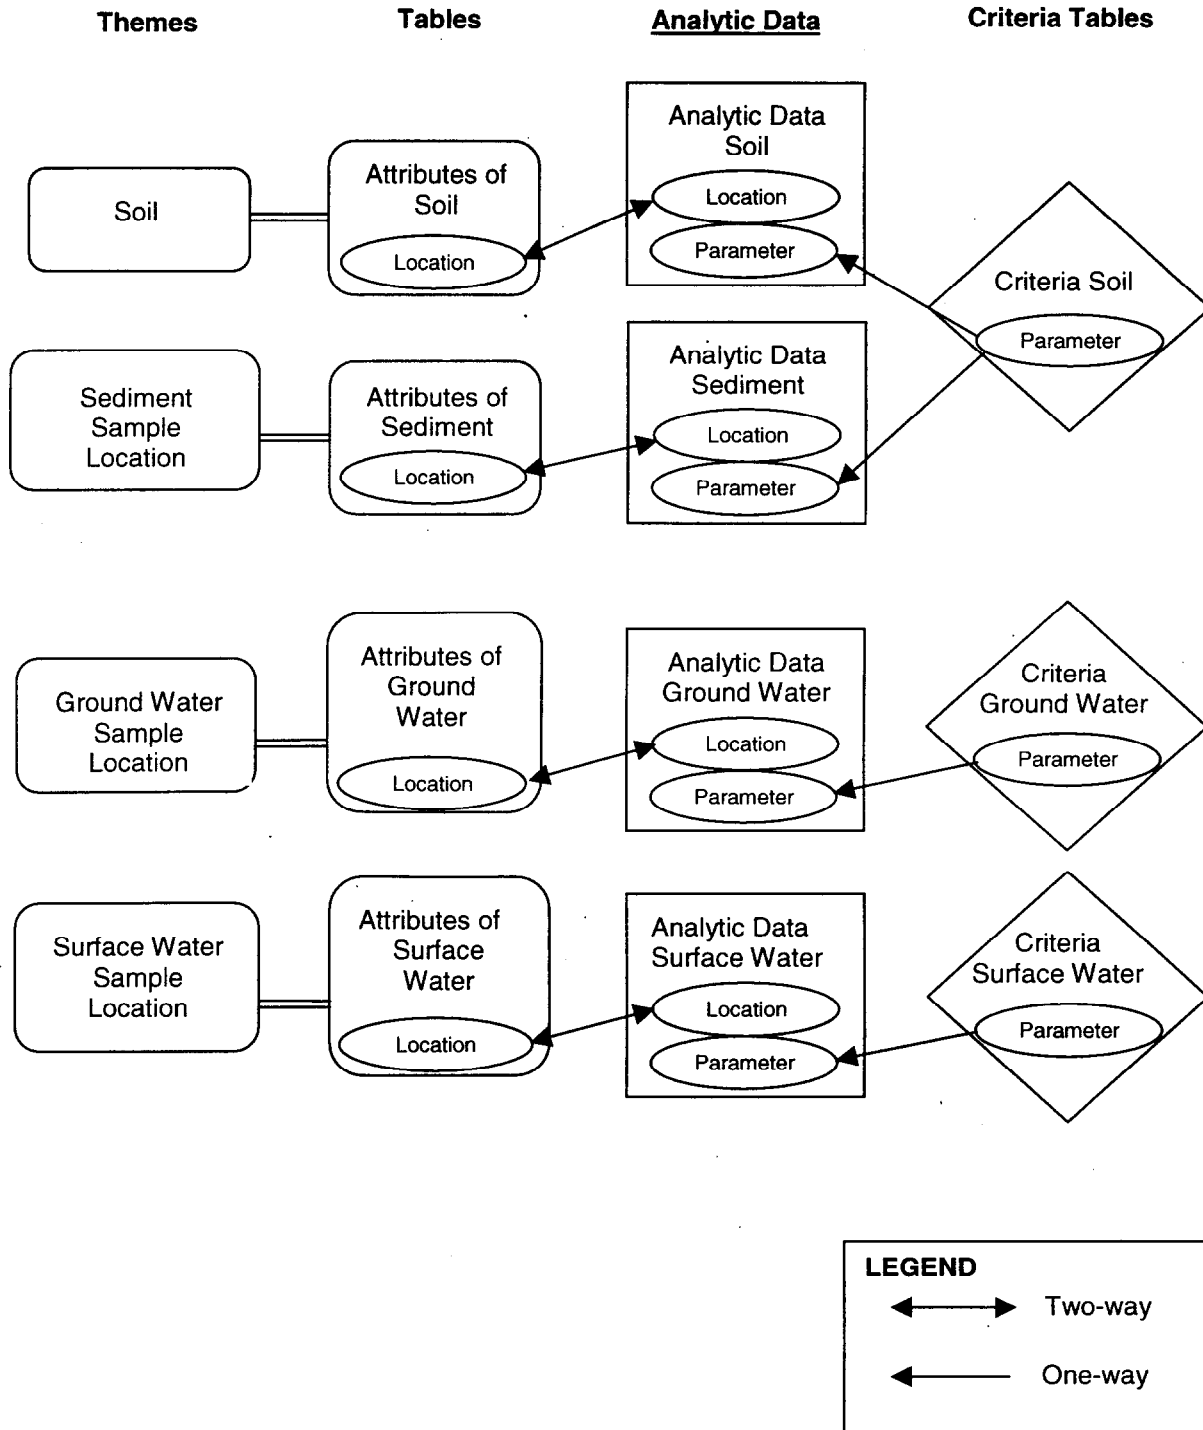 Themes
Tables
Analytic Data
Criteria Tables
Soil
Attributes of
Soil
Location
Analytic Data
Soil
Location
Parameter
Criteria Soil
Parameter
Sediment
Sample
Location
Attributes of
Sediment
Location
Analytic Data
Sediment
Location
Parameter
Ground Water
Sample
Location
Attributes of
Ground
Water
Location
Analytic Data
Ground Water
Location
Parameter
Criteria
Ground Water
Parameter
Surface Water
Sample
Location
Attributes of
Surface
Water
Location
Analytic Data
Surface Water
Location
Parameter
Criteria
Surface Water
Parameter
LEGEND
Two-way
One-way